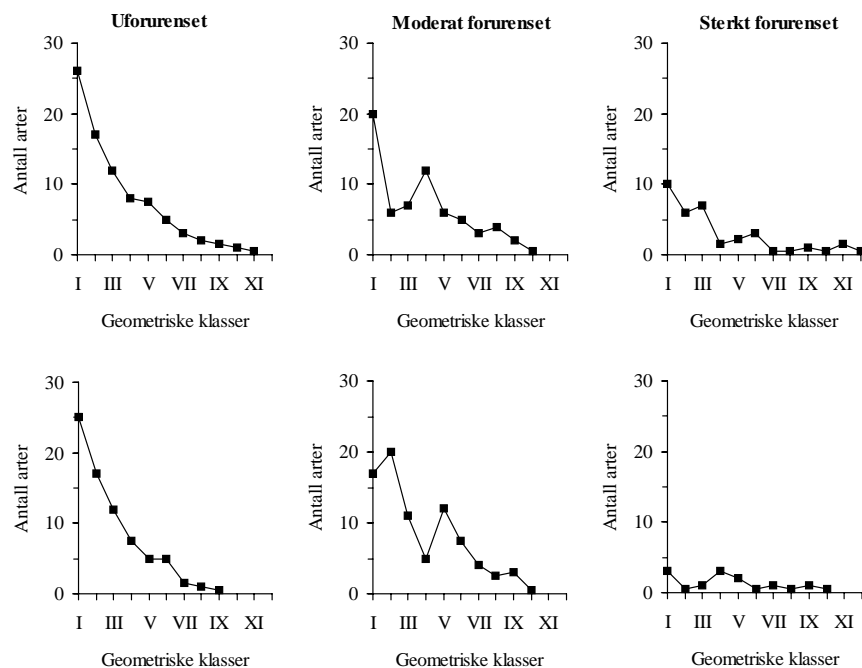 Uforurenset
Moderat forurenset
Sterkt forurenset
30
20
10
0
Antall arter
I III V VII IX XI
Geometriske klasser
30
20
10
0
Antall arter
I III V VII IX XI
Geometriske klasser
30
20
10
0
Antall arter
I III V VII IX XI
Geometriske klasser
30
20
10
0
Antall arter
I III V VII IX XI
Geometriske klasser
30
20
10
0
Antall arter
I III V VII IX XI
Geometriske klasser
30
20
10
0
Antall arter
I III V VII IX XI
Geometriske klasser